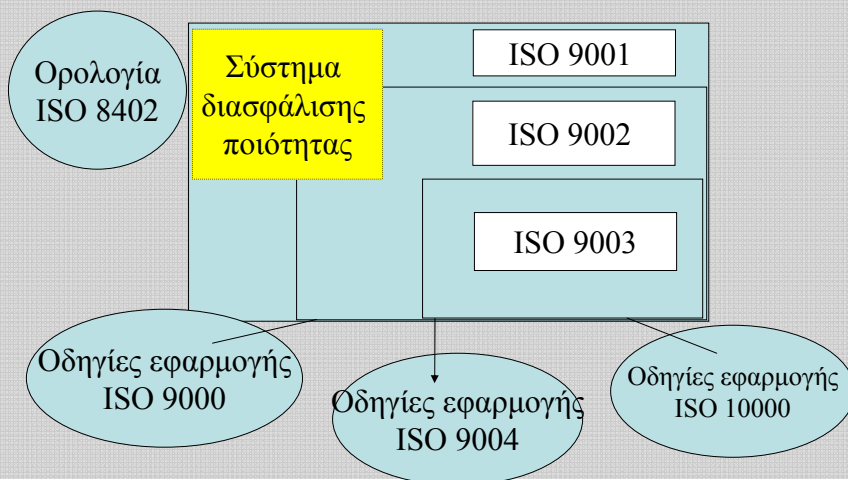 Ορολογία
ISO 8402
Σύστημα
διασφάλισης
ποιότητας
ISO 9001
ISO 9002
ISO 9003
Οδηγίες εφαρμογής
ISO 9000
Οδηγίες εφαρμογής
ISO 9004
Οδηγίες εφαρμογής
ISO 10000